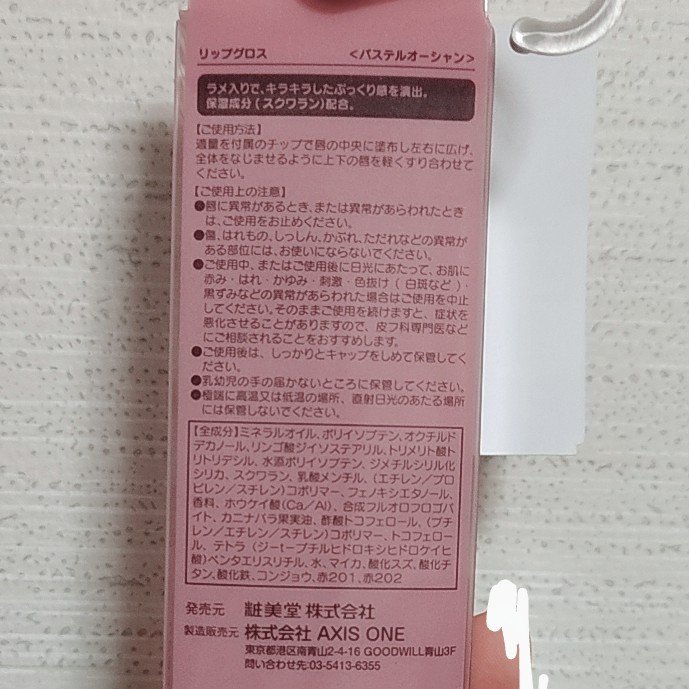 リップグロス <パステルオーシャン>
ラメ入りで、キラキラしたぷっくり感を演出。
保湿成分(スクワラン)配合。
【ご使用方法】
適量を付属のチップで唇の中央に塗布し左右に広げ、
全体をなじませるように上下の唇を軽くすり合わせて
ください。
【ご使用上の注意】
●唇に異常があるとき、または異常があらわれたとき
は、ご使用をお止めください。
●傷、はれもの、しっしん、かぶれ、ただれなどの異常が
ある部位には、お使いにならないでください。
●ご使用中、またはご使用後に日光にあたって、お肌に
赤み・はれ・かゆみ・刺激・色抜け(白斑など)・
黒ずみなどの異常があらわれた場合はご使用を中止
してください。そのままご使用を続けますと、症状を
悪化させることがありますので、皮フ科専門医など
にご相談されることをおすすめします。
●ご使用後は、しっかりとキャップをしめて保管してく
ださい。
●乳幼児の手の届かないところに保管してください。
●極端に高温又は低温の場所、直射日光のあたる場所
には保管しないでください。
【全成分】ミネラルオイル、ポリイソブテン、オクチルド
デカノール、リンゴ酸ジイソステアリル、トリメリト酸ト
リトリデシル、水添ポリイソブテン、ジメチルシリル化
シリカ、スクワラン、乳酸メンチル、(エチレン/プロ
ピレン/スチレン)コポリマー、フェノキシエタノール、
香料、ホウケイ酸(Ca/Al)、合成フルオロフロゴパ
イト、カニナバラ果実油、酢酸トコフェロール、(ブチ
レン/エチレン/スチレン)コポリマー、トコフェロー
ル、テトラ(ジーtーブチルヒドロキシヒドロケイヒ
酸)ペンタエリスリチル、水、マイカ、酸化スズ、酸化チ
タン、酸化鉄、コンジョウ、赤201、赤202
発売元 粧美堂 株式会社
製造販売元 株式会社 AXIS ONE
東京都港区南青山2-4-16 GOODWILL青山3F
問い合わせ先:03-5413-6355